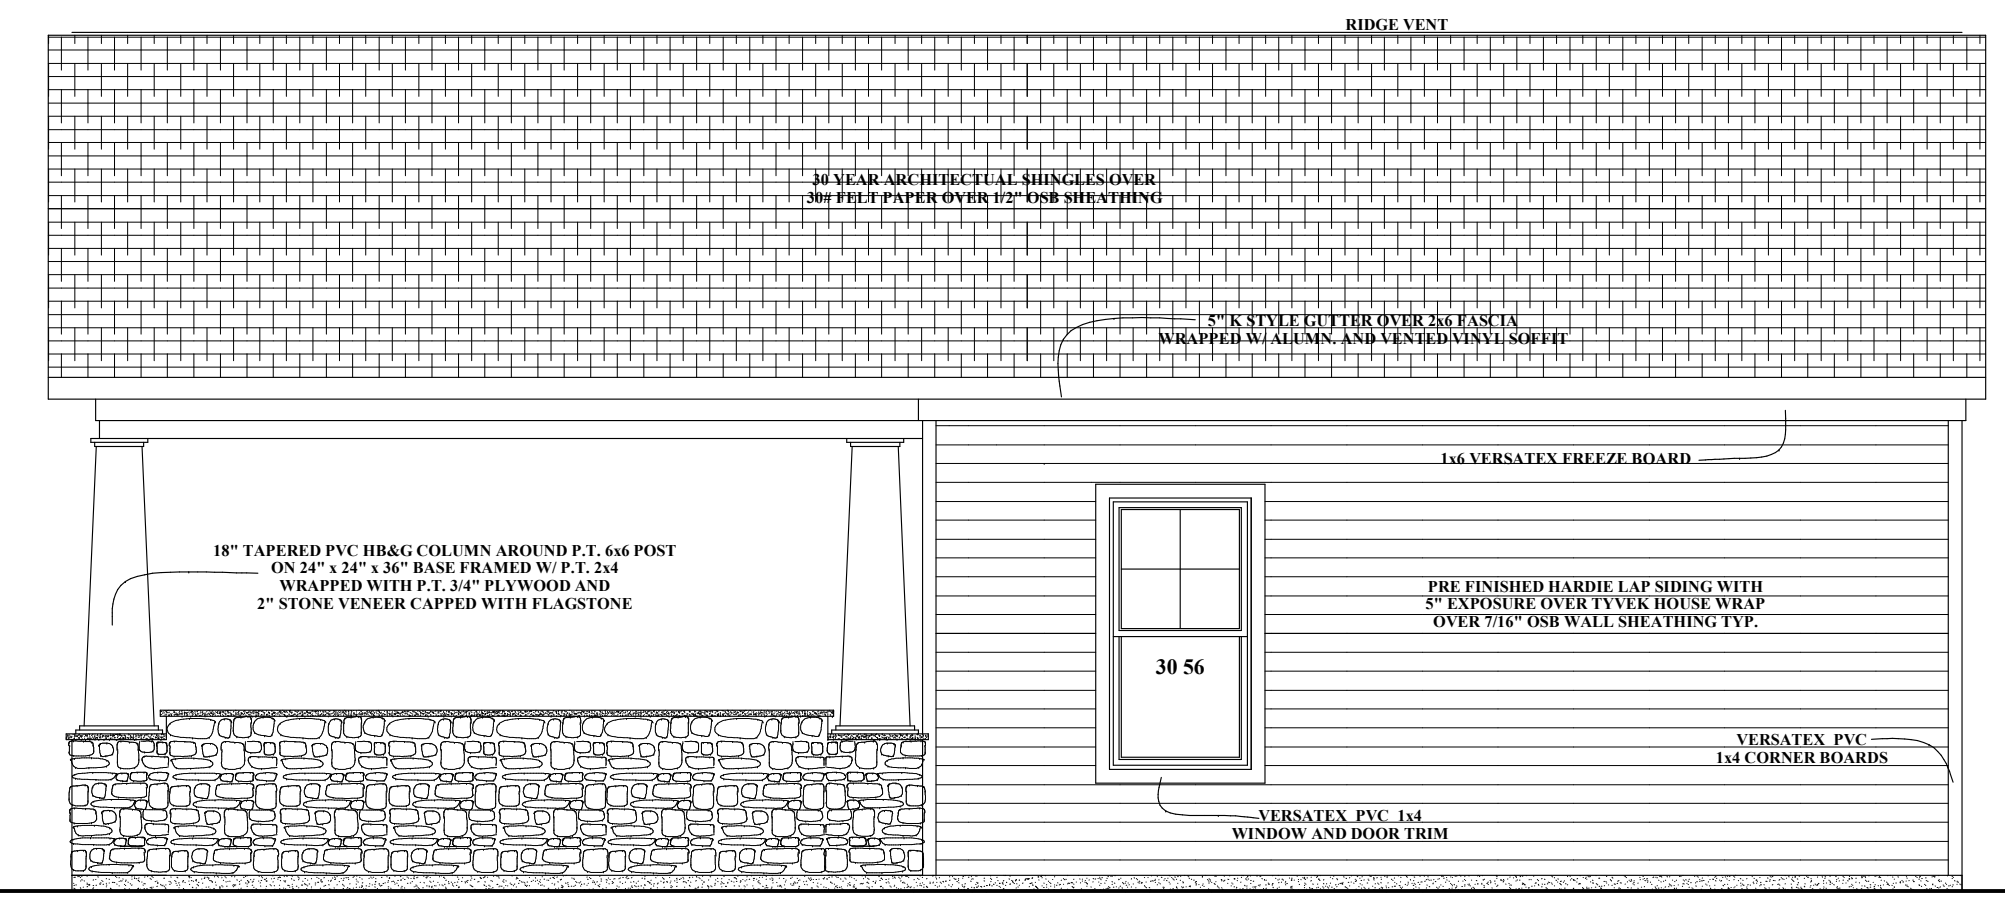 RIDGE VENT
30 YEAR ARCHITECTUAL SHINGLES OVER
30# FELT PAPER OVER 1/2" OSB SHEATHING
5" K STYLE GUTTER OVER 2x6 FASCIA
WRAPPED W/ ALUMN. AND VENTED VINYL SOFFIT
1x6 VERSATEX FREEZE BOARD
18" TAPERED PVC HB&G COLUMN AROUND P.T. 6x6 POST
ON 24" x 24" x 36" BASE FRAMED W/ P.T. 2x4
WRAPPED WITH P.T. 3/4" PLYWOOD AND
2" STONE VENEER CAPPED WITH FLAGSTONE
PRE FINISHED HARDIE LAP SIDING WITH
5" EXPOSURE OVER TYVEK HOUSE WRAP
OVER 7/16" OSB WALL SHEATHING TYP.
30 56
VERSATEX PVC
1x4 CORNER BOARDS
VERSATEX PVC 1x4
WINDOW AND DOOR TRIM